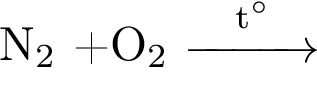 N₂ +O₂ ⟶ t°